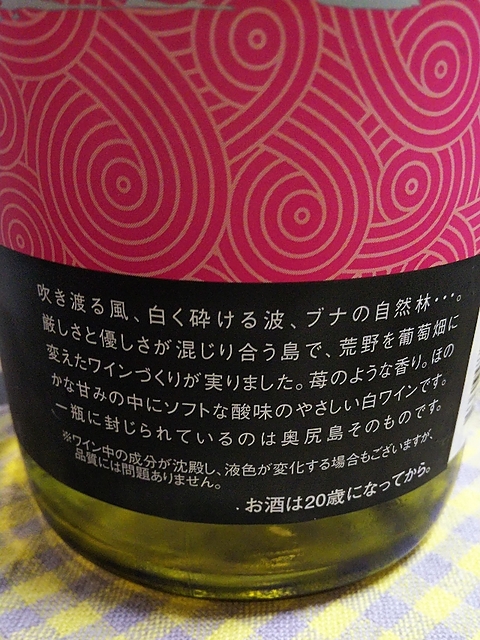 吹き渡る風、白く砕ける波、ブナの自然林･･･。
厳しさと優しさが混じり合う島で、荒野を葡萄畑に
変えたワインづくりが実りました。苺のような香り。ほの
かな甘みの中にソフトな酸味のやさしい白ワインです。
一瓶に封じられているのは奥尻島そのものです。
※ワイン中の成分が沈殿し、液色が変化する場合もございますが、
品質には問題ありません。
お酒は20歳になってから。